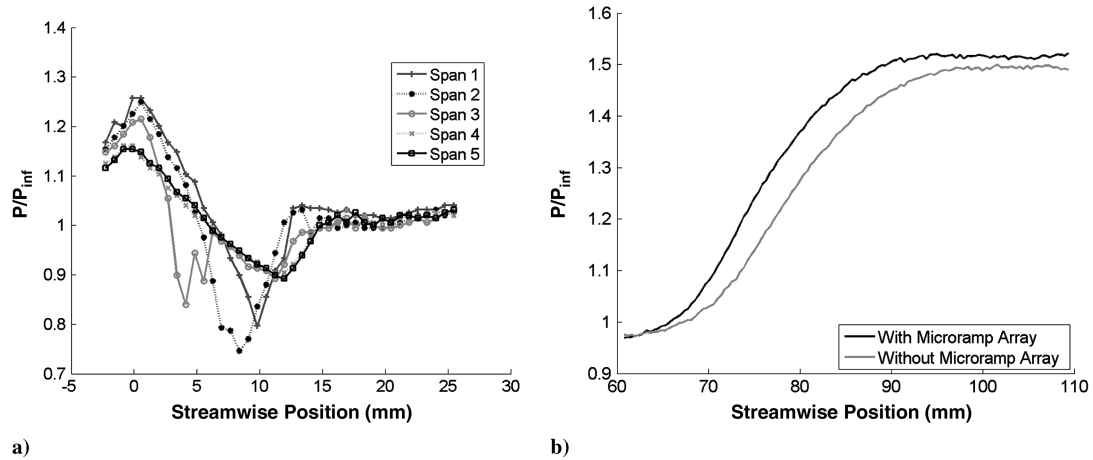 1.4
1.3
1.2
1.1
1
0.9
0.8
0.7
P/Pinf
-5
0
5
10
15
20
25
30
Streamwise Position (mm)
Span 1
Span 2
Span 3
Span 4
Span 5
a)
1.6
1.5
1.4
1.3
1.2
1.1
1
0.9
P/Pinf
60
70
80
90
100
110
Streamwise Position (mm)
With Microramp Array
Without Microramp Array
b)